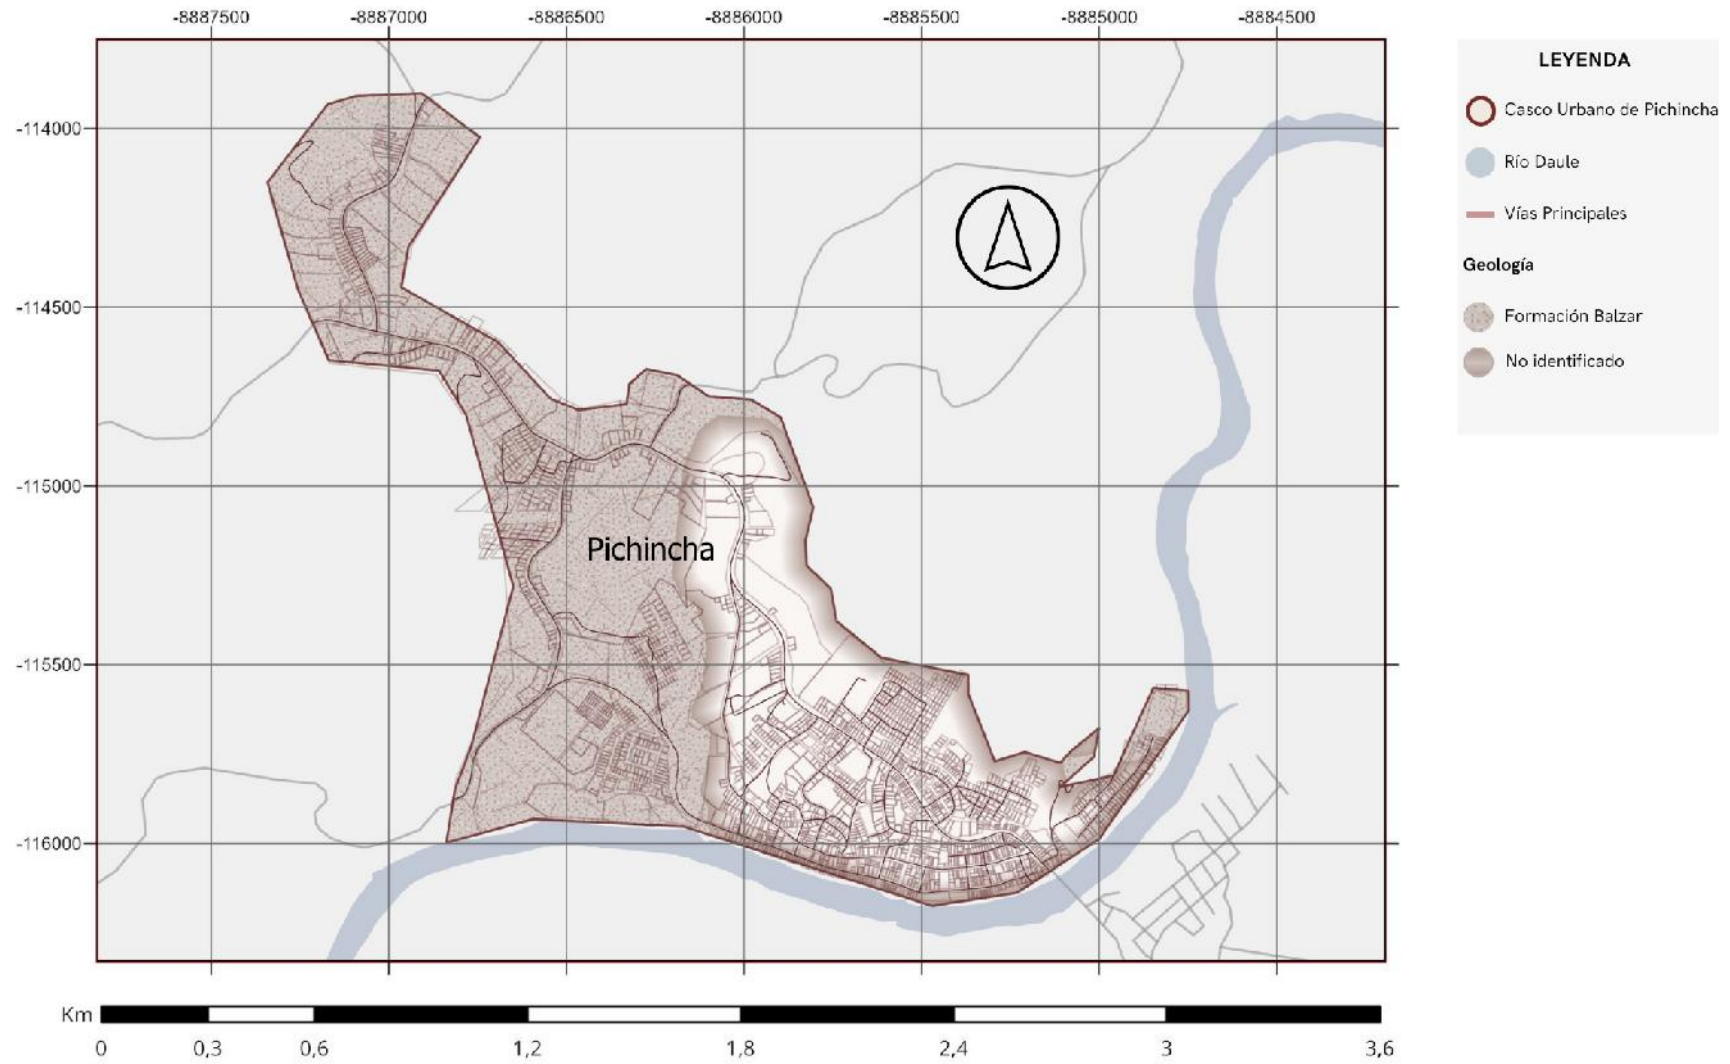 -8887500 -8887000 -8886500 -8886000 -8885500 -8885000 -8884500
LEYENDA
Casco Urbano de Pichincha
Río Daule
Vías Principales
Geología
Formación Balzar
No identificado
-114000
-114500
-115000
-115500
-116000
Pichincha
Km
0 0,3 0,6 1,2 1,8 2,4 3 3,6